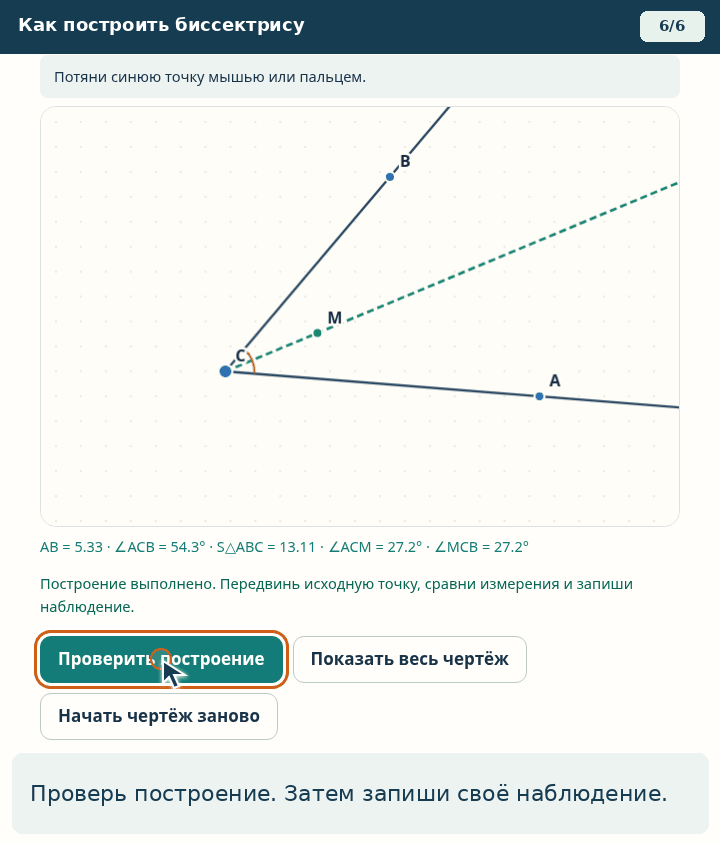 Как построить биссектрису
6/6
Потяни синюю точку мышью или пальцем.
B
M
C
A
AB = 5.33 · ∠ACB = 54.3° · S△ABC = 13.11 · ∠ACM = 27.2° · ∠MCB = 27.2°
Построение выполнено. Передвинь исходную точку, сравни измерения и запиши
наблюдение.
Проверить построение
Показать весь чертёж
Начать чертёж заново
Проверь построение. Затем запиши своё наблюдение.